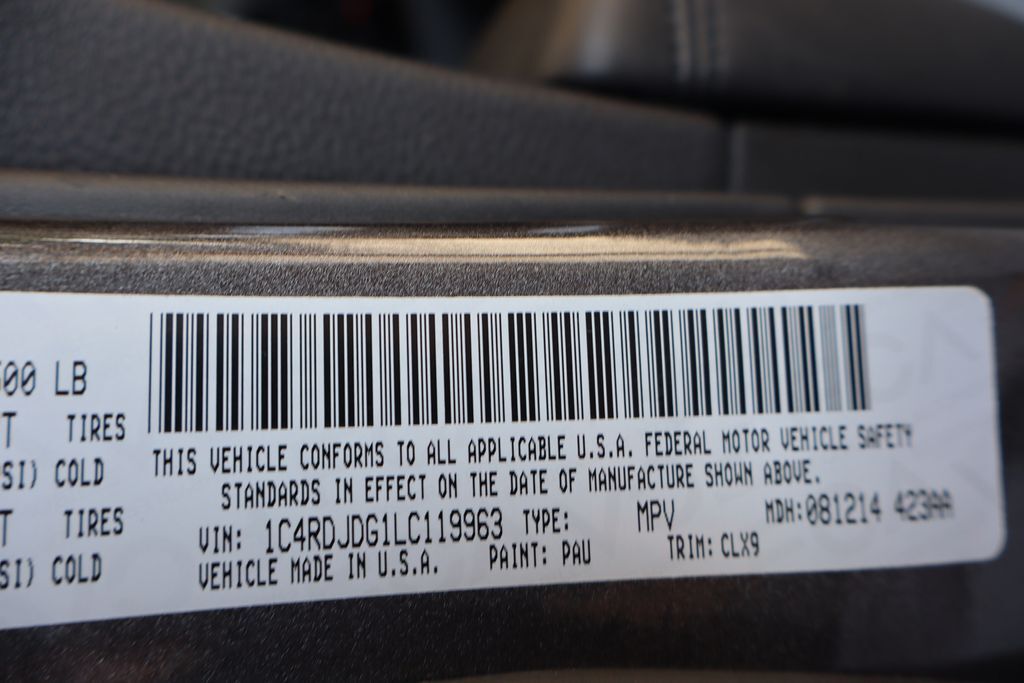 00 LB
T TIRES
SI) COLD
T TIRES
SI) COLD
THIS VEHICLE CONFORMS TO ALL APPLICABLE U.S.A. FEDERAL MOTOR VEHICLE SAFETY
STANDARDS IN EFFECT ON THE DATE OF MANUFACTURE SHOWN ABOVE.
VIN: 1C4RDJDG1LC119963 TYPE: MPV MDH:081214 423AA
VEHICLE MADE IN U.S.A. PAINT: PAU TRIM: CLX9